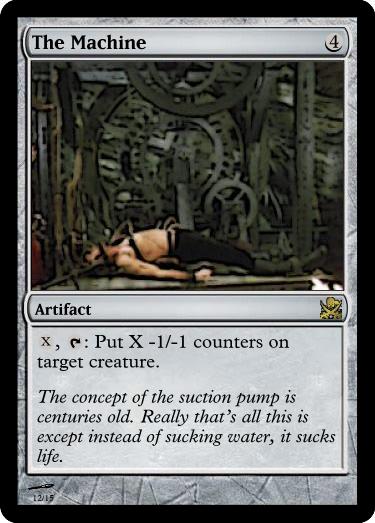 The Machine 4
Artifact
X, : Put X -1/-1 counters on
target creature.
The concept of the suction pump is
centuries old. Really that's all this is
except instead of sucking water, it sucks
life.
12/15